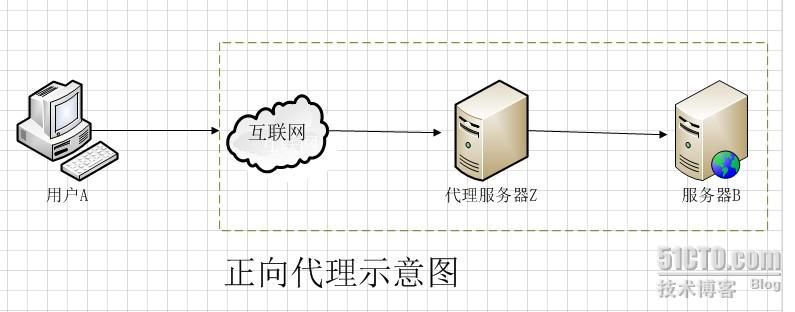 互联网
用户A
代理服务器Z
服务器B
正向代理示意图
51CTO.com
技术博客 Blog